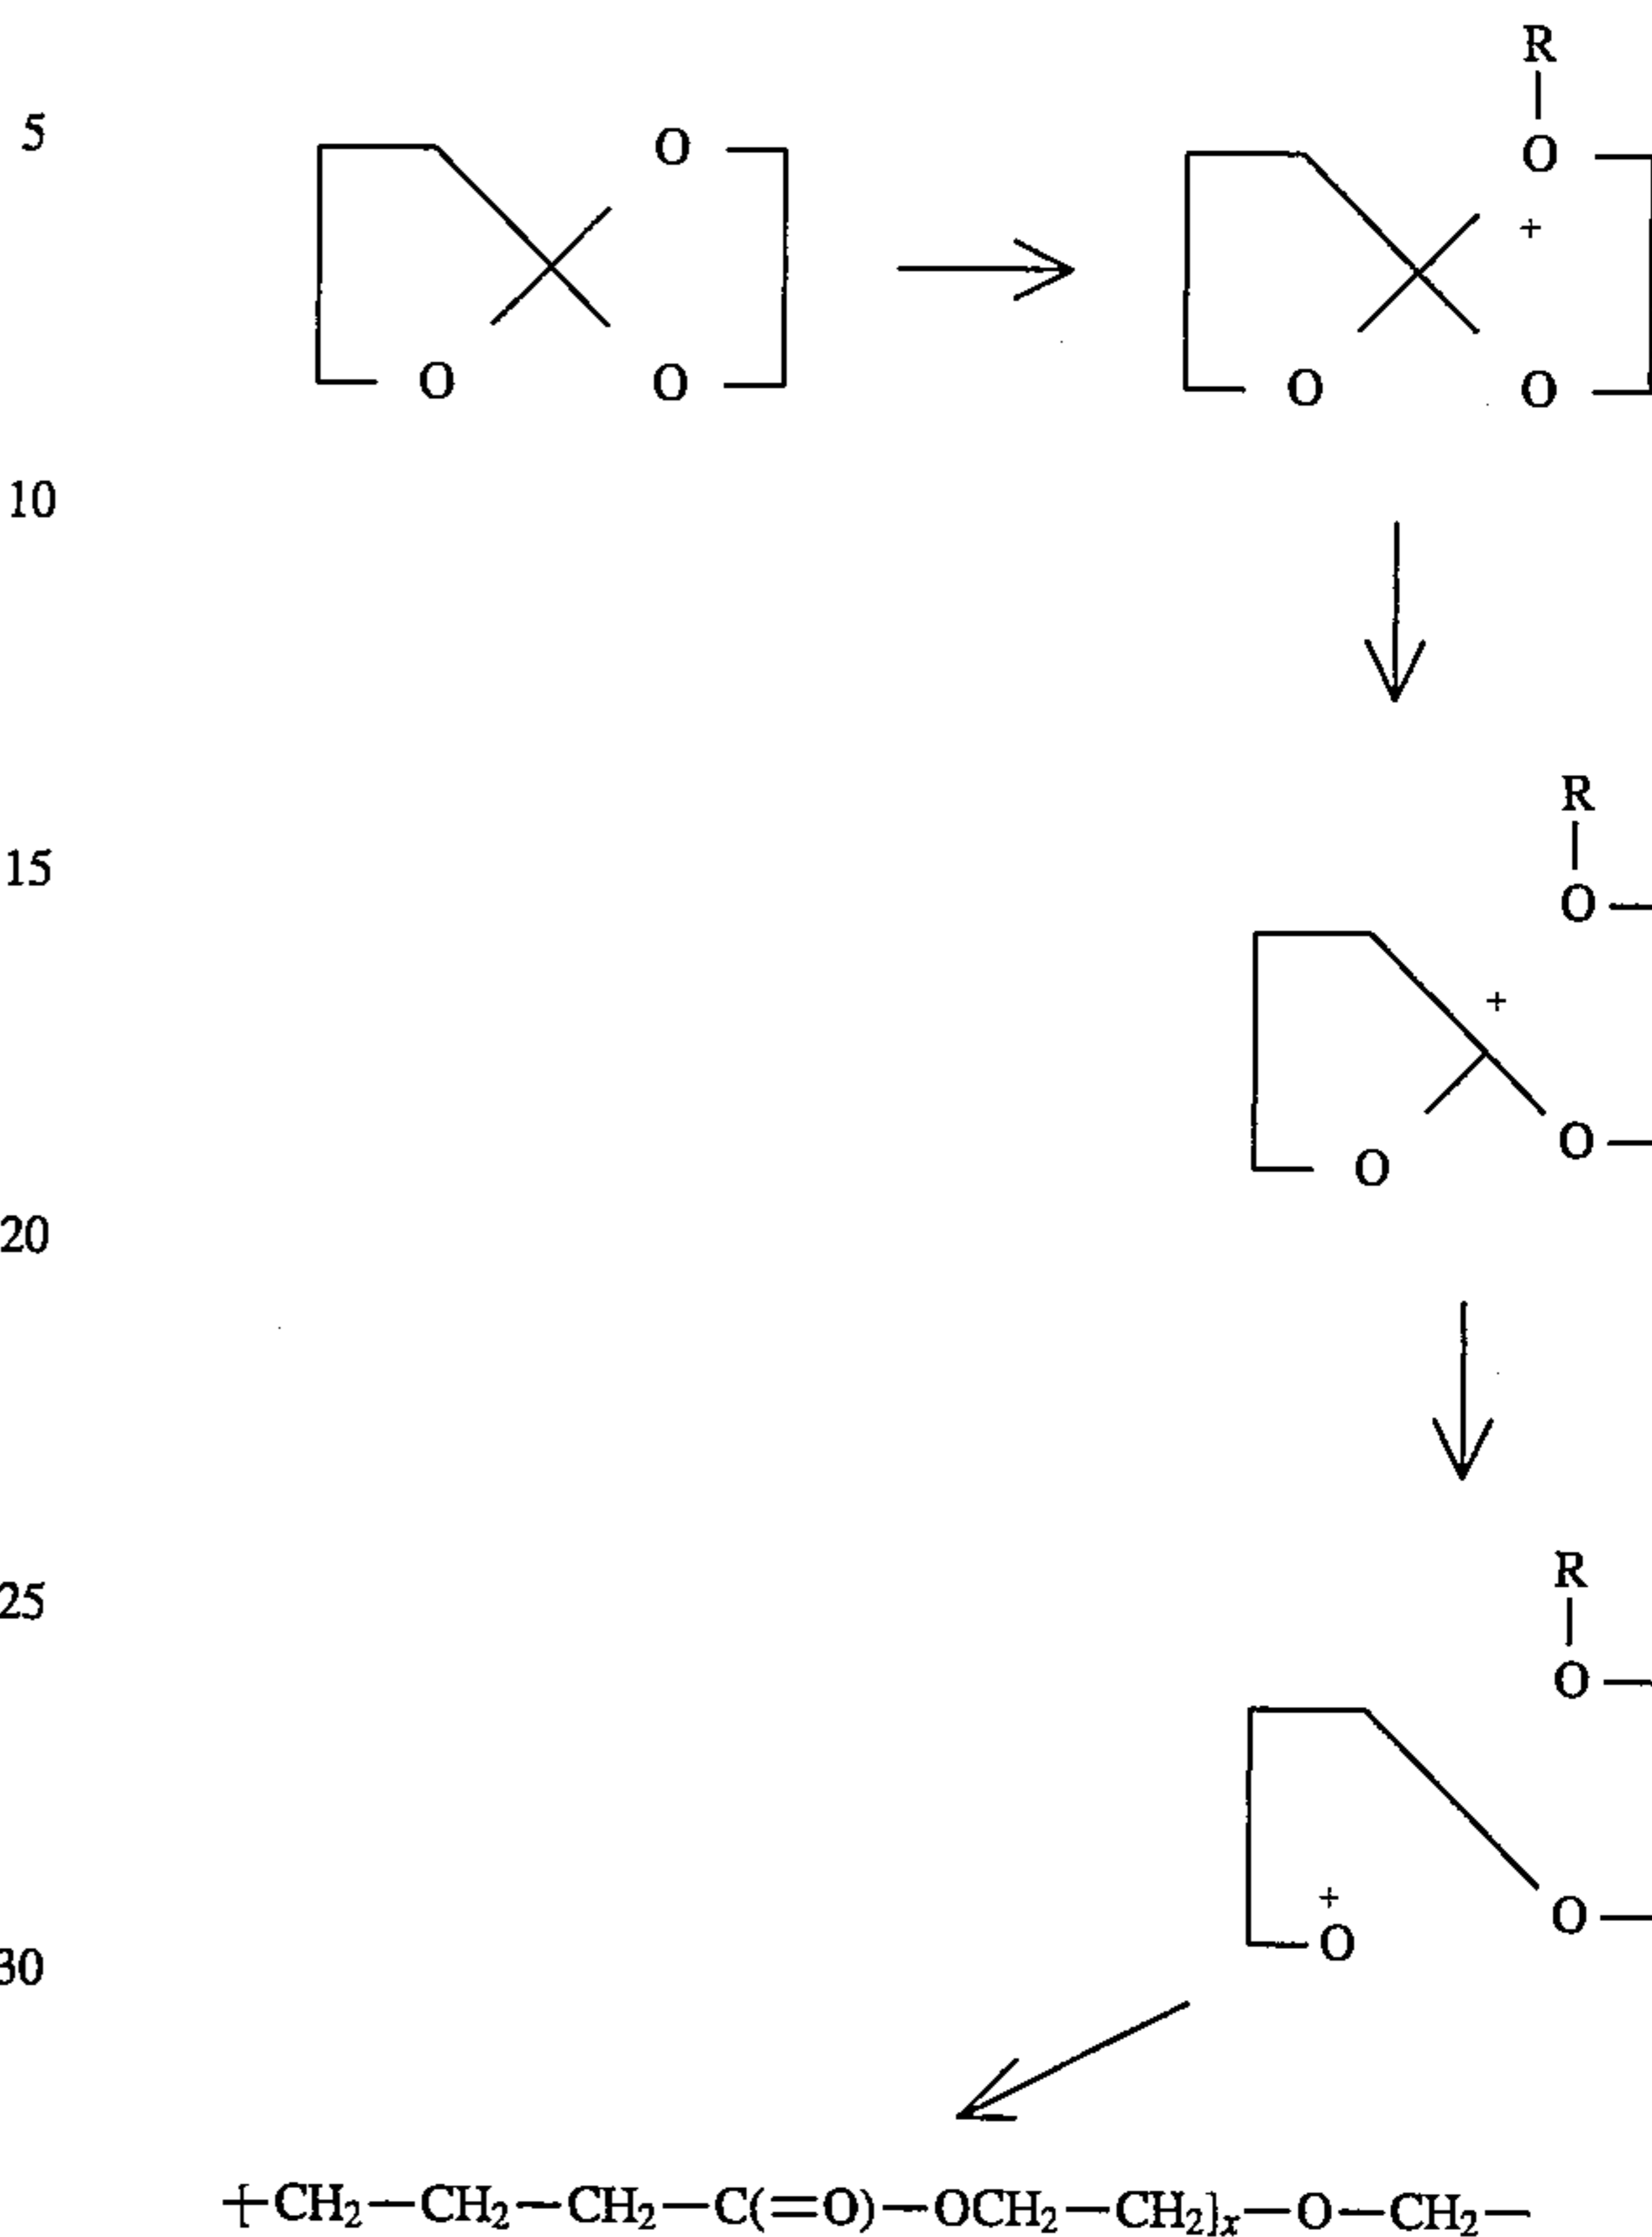 R
5
O
O
+
O
O
O
O
10
R
15
O
+
O
O
20
R
25
O
+
O
O
30
[CH₂—CH₂—CH₂—C(=O)—OCH₂—CH₂]ₓ—O—CH₂—